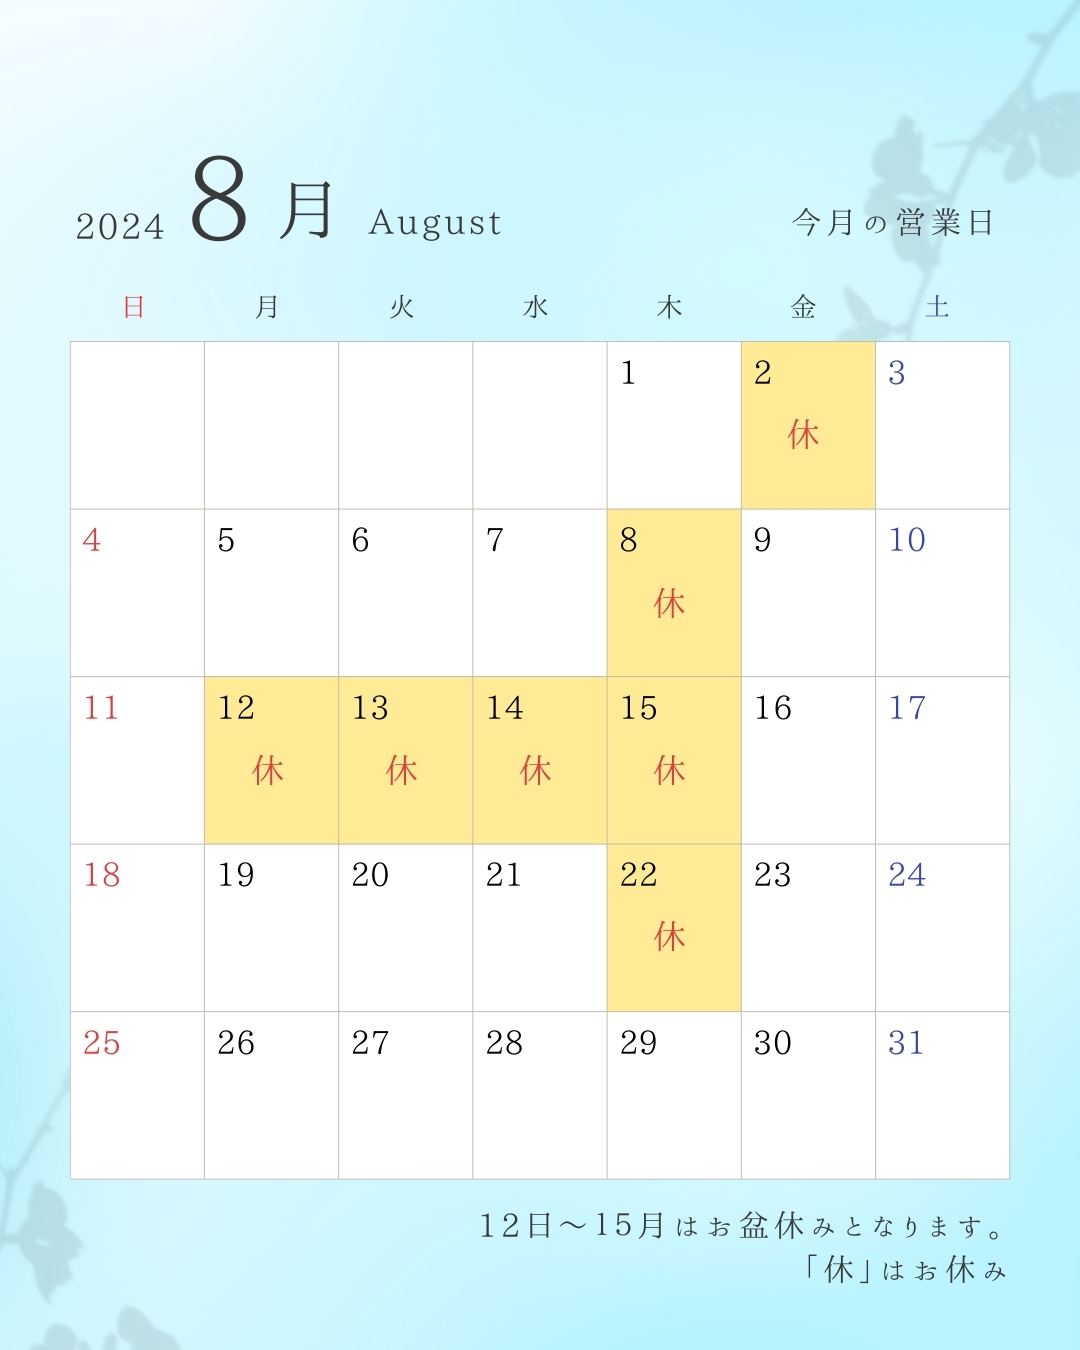 2024 8月 August 今月の営業日
日 月 火 水 木 金 土
1 2 3
休
4 5 6 7 8 9 10
休
11 12 13 14 15 16 17
休 休 休 休
18 19 20 21 22 23 24
休
25 26 27 28 29 30 31
12日〜15月はお盆休みとなります。
「休」はお休み